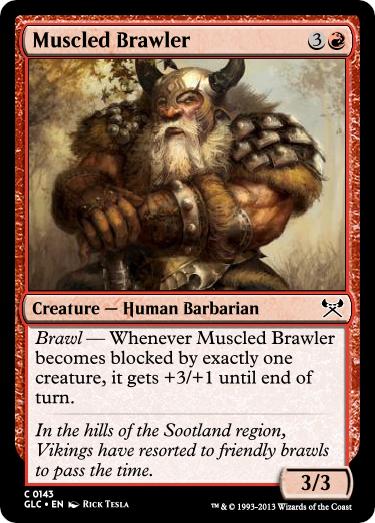 Muscled Brawler 3
Creature — Human Barbarian
Brawl — Whenever Muscled Brawler
becomes blocked by exactly one
creature, it gets +3/+1 until end of
turn.
In the hills of the Sootland region,
Vikings have resorted to friendly brawls
to pass the time.
3/3
C 0143
GLC • EN Rick Tesla
™ & © 1993-2013 Wizards of the Coast